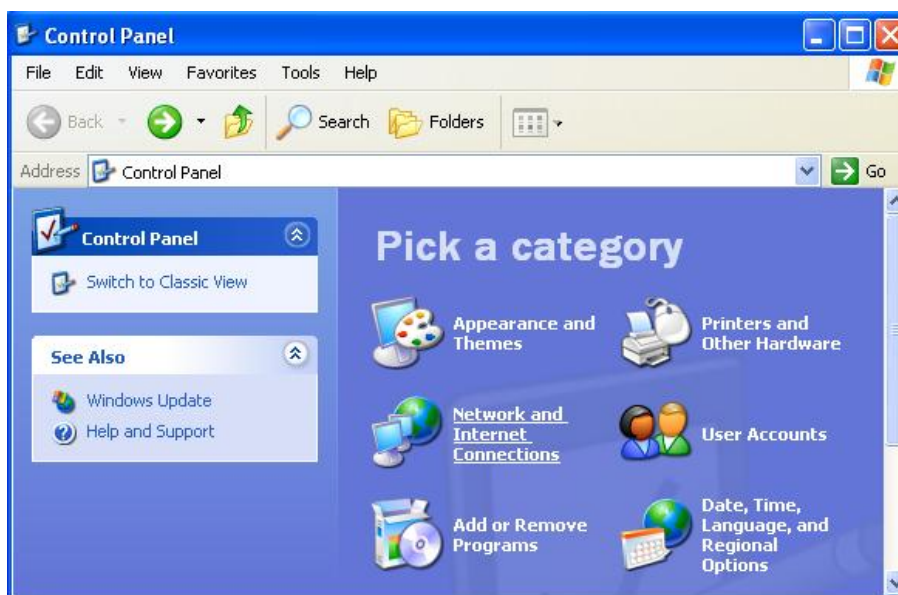 Control Panel
File Edit View Favorites Tools Help
Back Search Folders
Address Control Panel Go
Control Panel
Switch to Classic View
See Also
Windows Update
Help and Support
Pick a category
Appearance and
Themes
Printers and
Other Hardware
Network and
Internet
Connections
User Accounts
Add or Remove
Programs
Date, Time,
Language, and
Regional
Options